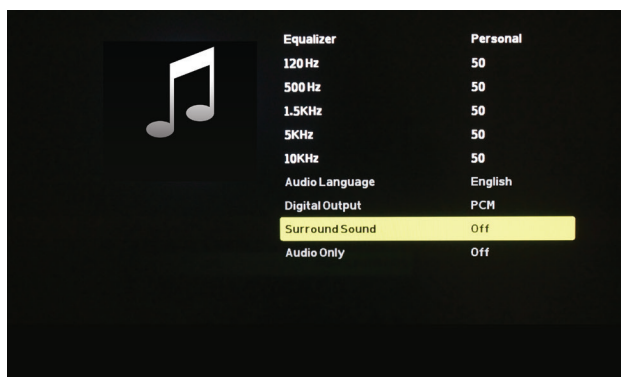 Equalizer Personal
120 Hz 50
500 Hz 50
1.5KHz 50
5KHz 50
10KHz 50
Audio Language English
Digital Output PCM
Surround Sound Off
Audio Only Off